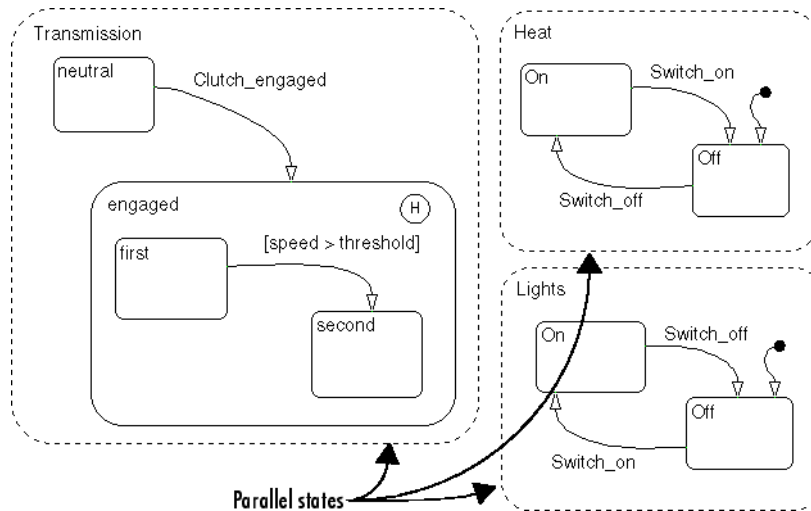 Transmission
neutral
Clutch_engaged
engaged
H
first
[speed > threshold]
second
Heat
On
Switch_on
Off
Switch_off
Lights
On
Switch_off
Off
Switch_on
Parallel states